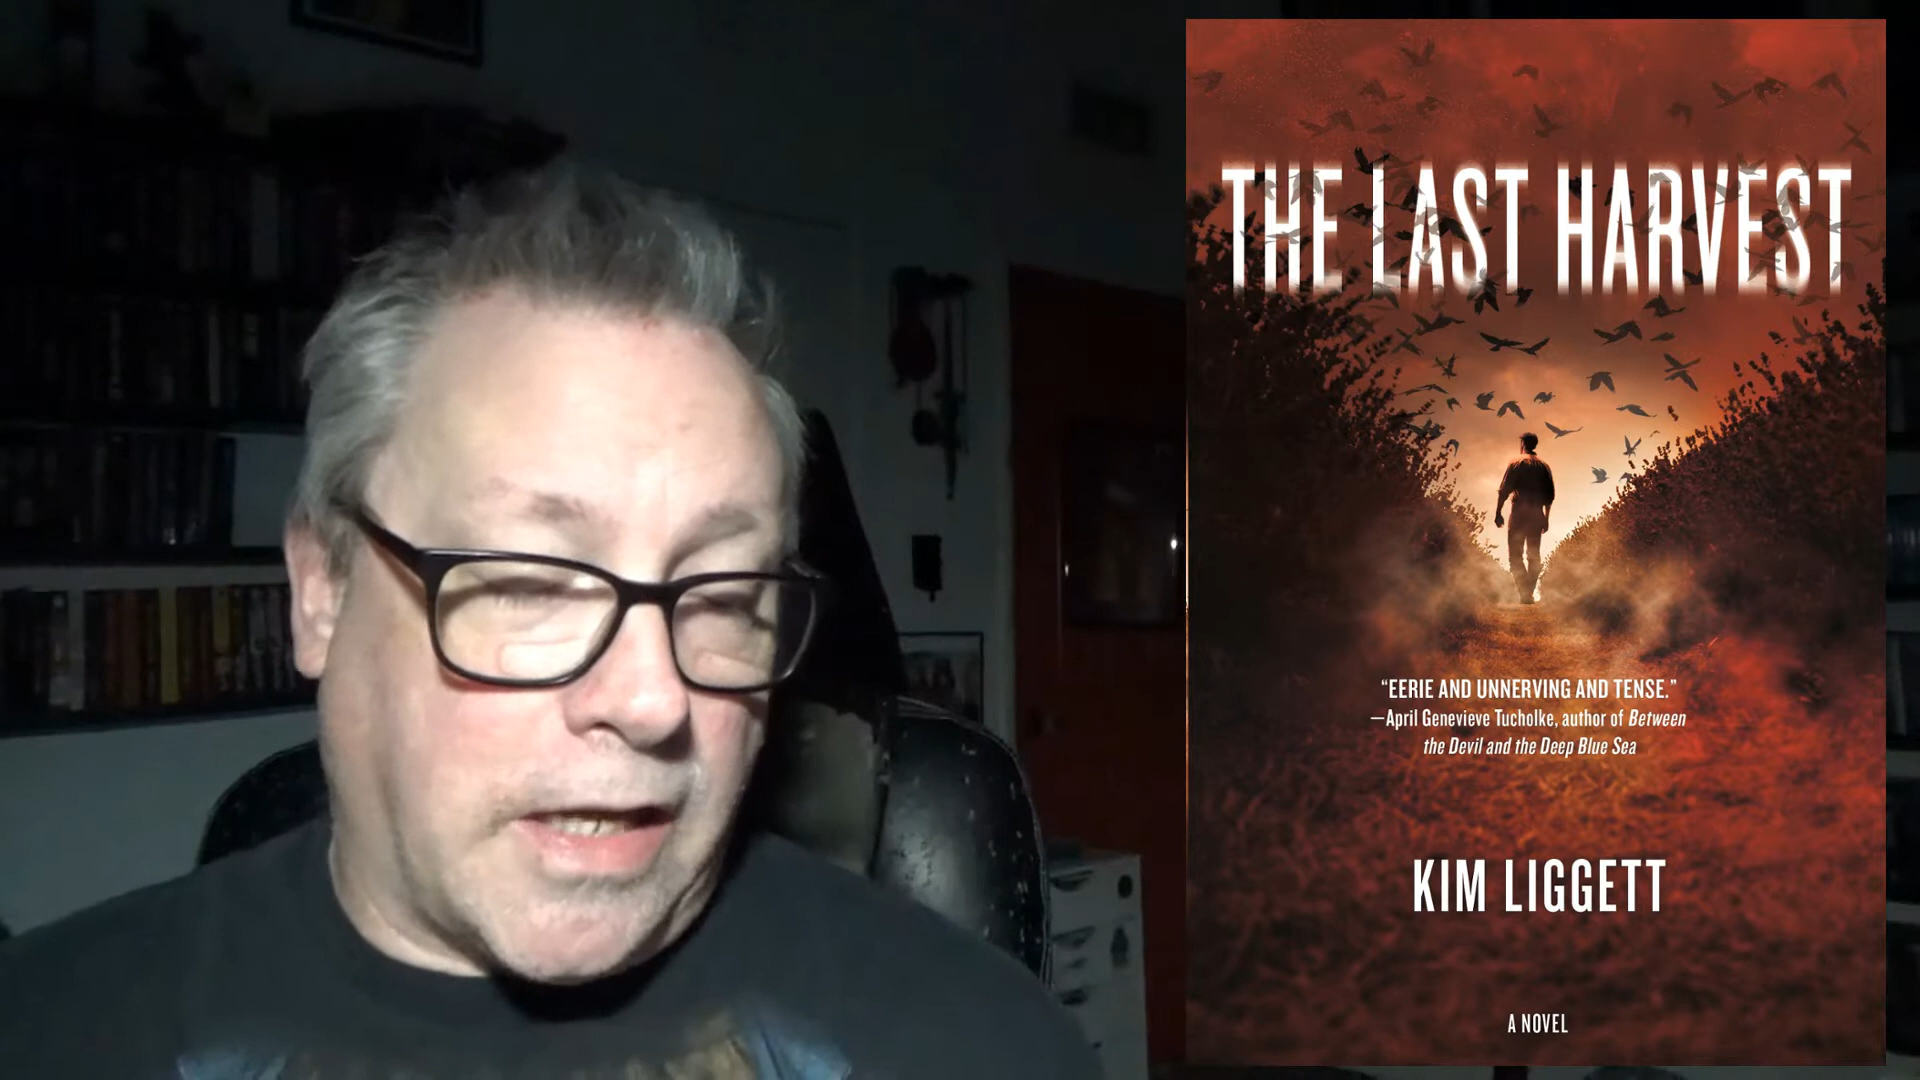 THE LAST HARVEST
“EERIE AND UNNERVING AND TENSE.”
—April Genevieve Tucholke, author of Between
the Devil and the Deep Blue Sea
KIM LIGGETT
A NOVEL